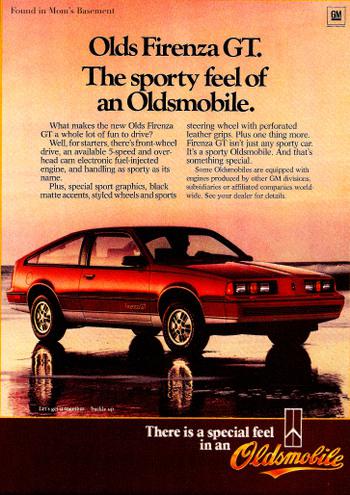 Found in Mom's Basement
GM
Olds Firenza GT.
The sporty feel of
an Oldsmobile.
What makes the new Olds Firenza
GT a whole lot of fun to drive?
Well, for starters, there's front-wheel
drive, an available 5-speed and over-
head cam electronic fuel-injected
engine, and handling as sporty as its
name.
Plus, special sport graphics, black
matte accents, styled wheels and sports
steering wheel with perforated
leather grips. Plus one thing more.
Firenza GT isn't just any sporty car.
It's a sporty Oldsmobile. And that's
something special.
Some Oldsmobiles are equipped with
engines produced by other GM divisions,
subsidiaries or affiliated companies world-
wide. See your dealer for details.
Firenza GT
Let's get it together buckle up
There is a special feel
in an
Oldsmobile